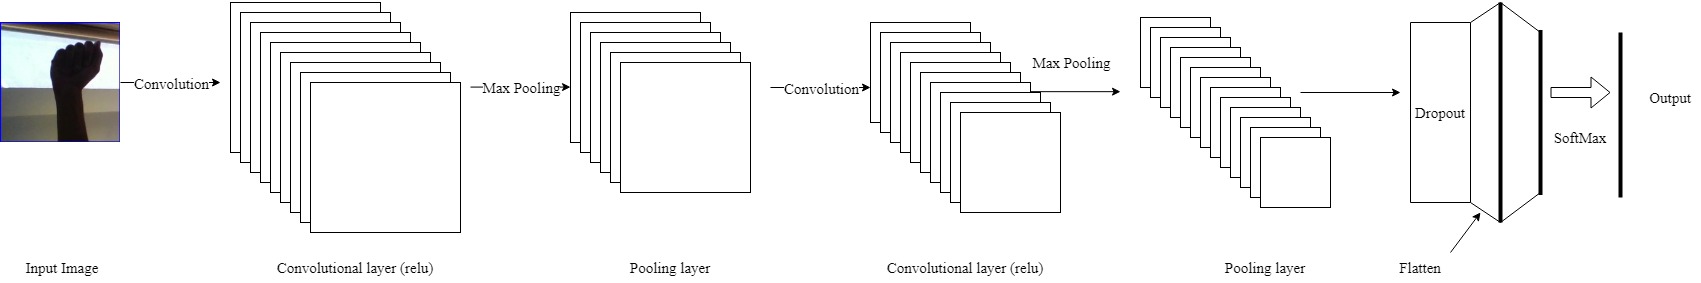 Convolution
Max Pooling
Convolution
Max Pooling
Dropout
SoftMax
Output
Input Image
Convolutional layer (relu)
Pooling layer
Convolutional layer (relu)
Pooling layer
Flatten